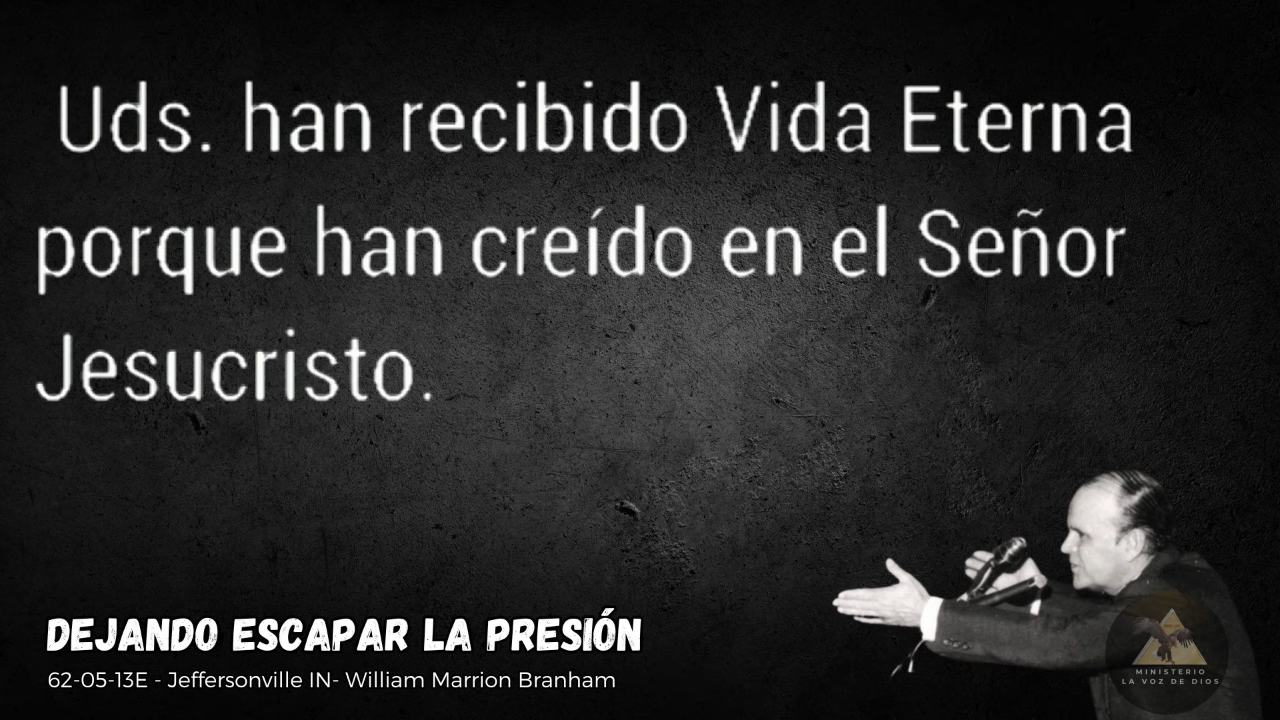 Uds. han recibido Vida Eterna
porque han creído en el Señor
Jesucristo.
DEJANDO ESCAPAR LA PRESIÓN
62-05-13E - Jeffersonville IN- William Marrion Branham
MINISTERIO
LA VOZ DE DIOS